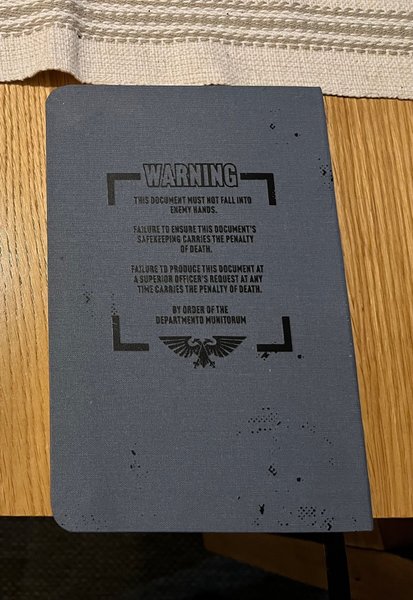 WARNING
THIS DOCUMENT MUST NOT FALL INTO
ENEMY HANDS.
FAILURE TO ENSURE THIS DOCUMENT'S
SAFEKEEPING CARRIES THE PENALTY
OF DEATH.
FAILURE TO PRODUCE THIS DOCUMENT AT
A SUPERIOR OFFICER'S REQUEST AT ANY
TIME CARRIES THE PENALTY OF DEATH.
BY ORDER OF THE
DEPARTMENTO MUNITORUM